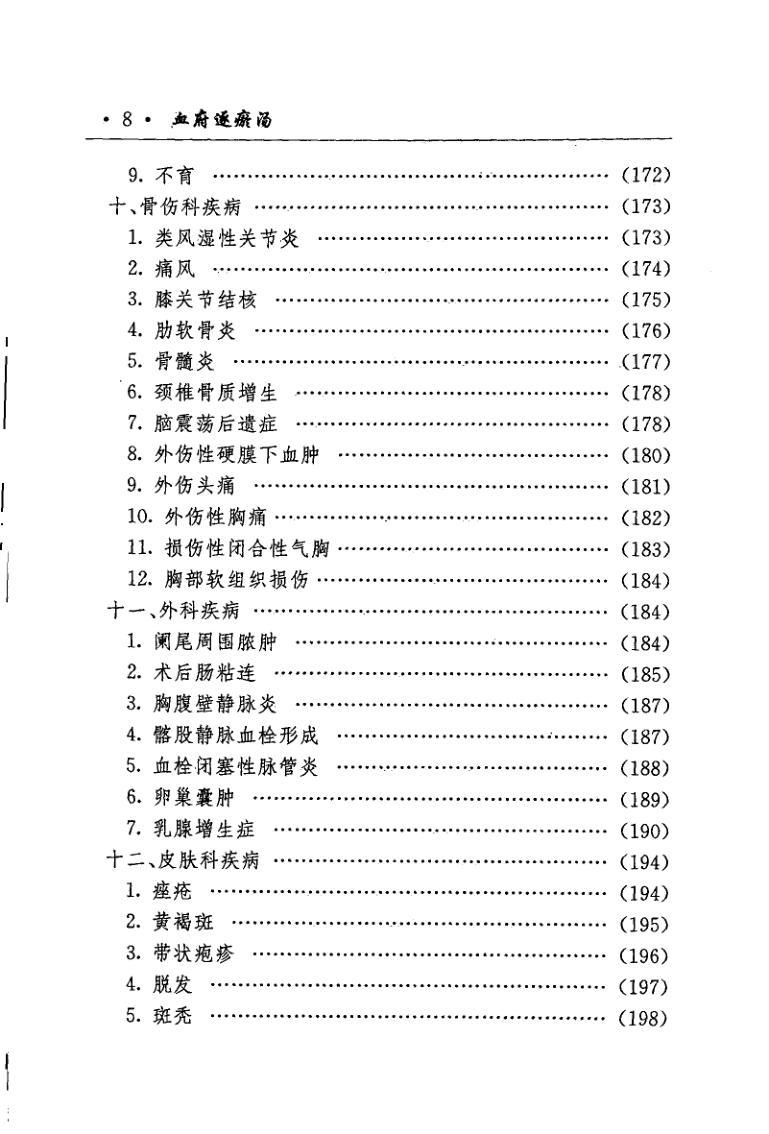 · 8 · 血府逐瘀汤
9. 不育 ……………………………………………… (172)
十、骨伤科疾病 ……………………………………………… (173)
1. 类风湿性关节炎 ……………………………………………… (173)
2. 痛风 ……………………………………………… (174)
3. 膝关节结核 ……………………………………………… (175)
4. 肋软骨炎 ……………………………………………… (176)
5. 骨髓炎 ……………………………………………… (177)
6. 颈椎骨质增生 ……………………………………………… (178)
7. 脑震荡后遗症 ……………………………………………… (178)
8. 外伤性硬膜下血肿 ……………………………………………… (180)
9. 外伤头痛 ……………………………………………… (181)
10. 外伤性胸痛 ……………………………………………… (182)
11. 损伤性闭合性气胸 ……………………………………………… (183)
12. 胸部软组织损伤 ……………………………………………… (184)
十一、外科疾病 ……………………………………………… (184)
1. 阑尾周围脓肿 ……………………………………………… (184)
2. 术后肠粘连 ……………………………………………… (185)
3. 胸腹壁静脉炎 ……………………………………………… (187)
4. 髂股静脉血栓形成 ……………………………………………… (187)
5. 血栓闭塞性脉管炎 ……………………………………………… (188)
6. 卵巢囊肿 ……………………………………………… (189)
7. 乳腺增生症 ……………………………………………… (190)
十二、皮肤科疾病 ……………………………………………… (194)
1. 痤疮 ……………………………………………… (194)
2. 黄褐斑 ……………………………………………… (195)
3. 带状疱疹 ……………………………………………… (196)
4. 脱发 ……………………………………………… (197)
5. 斑秃 ……………………………………………… (198)